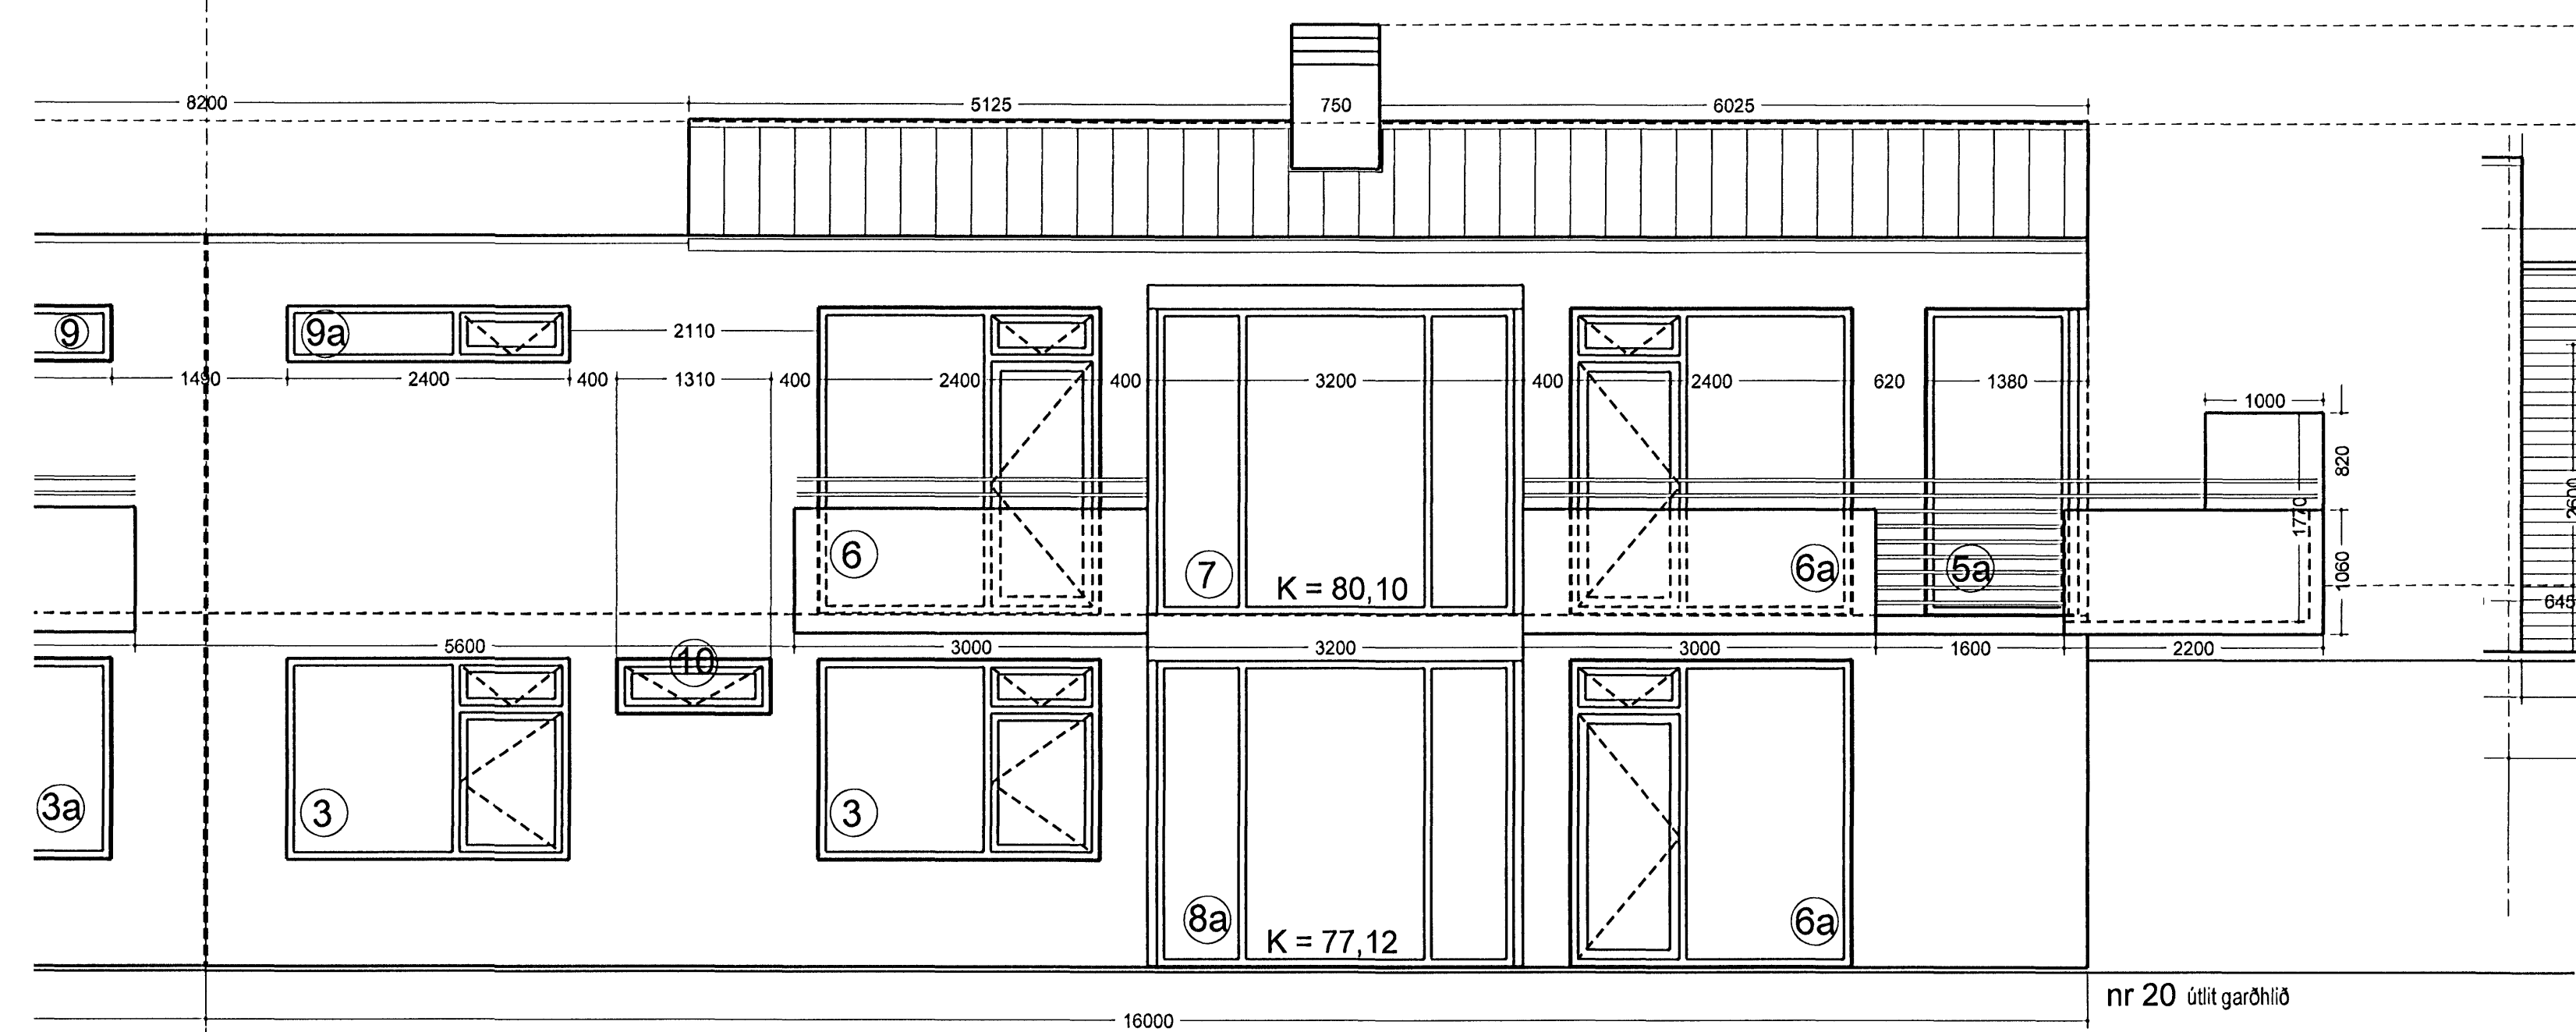 8200 5125 750 6025
9 9a 2110
1490 2400 400 1310 400 2400 400 3200 400 2400 620 1380
1000
820
1770
2600
6 7 K = 80,10 6a 5a
1060
645
5600 10 3000 3200 3000 1600 2200
3a 3 3
8a K = 77,12 6a
nr 20 útlit garðhlið
16000